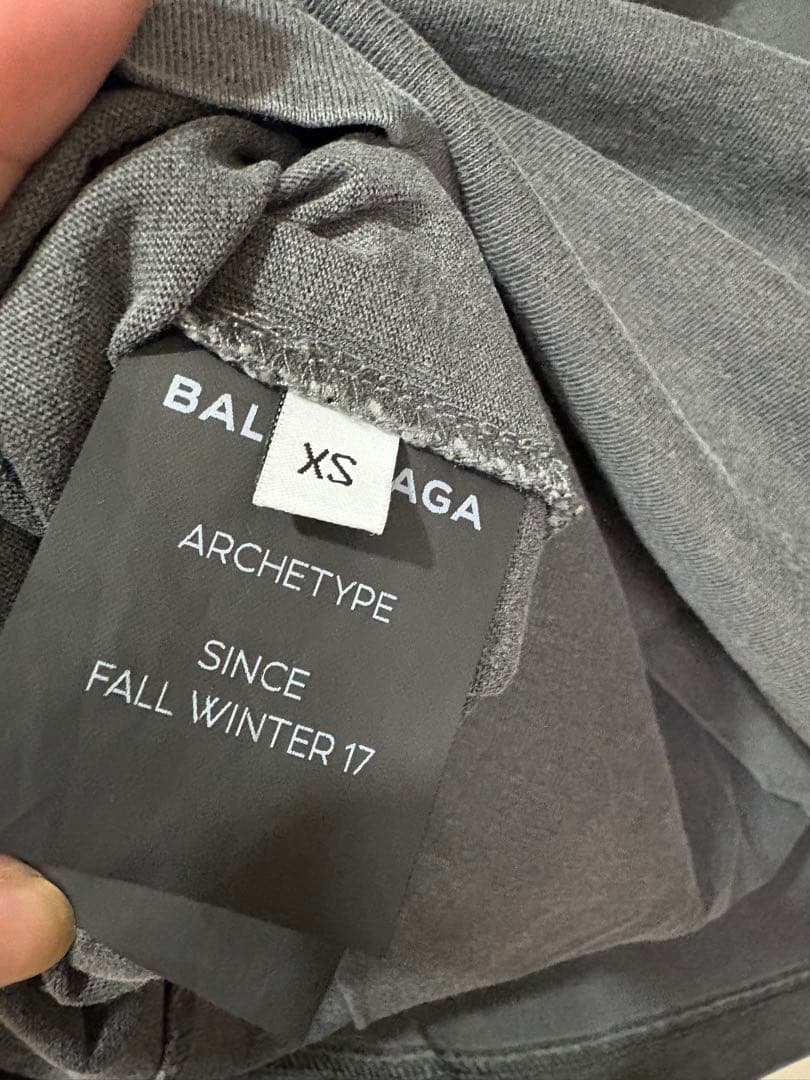 BAL AGA
XS
ARCHETYPE
SINCE
FALL WINTER 17